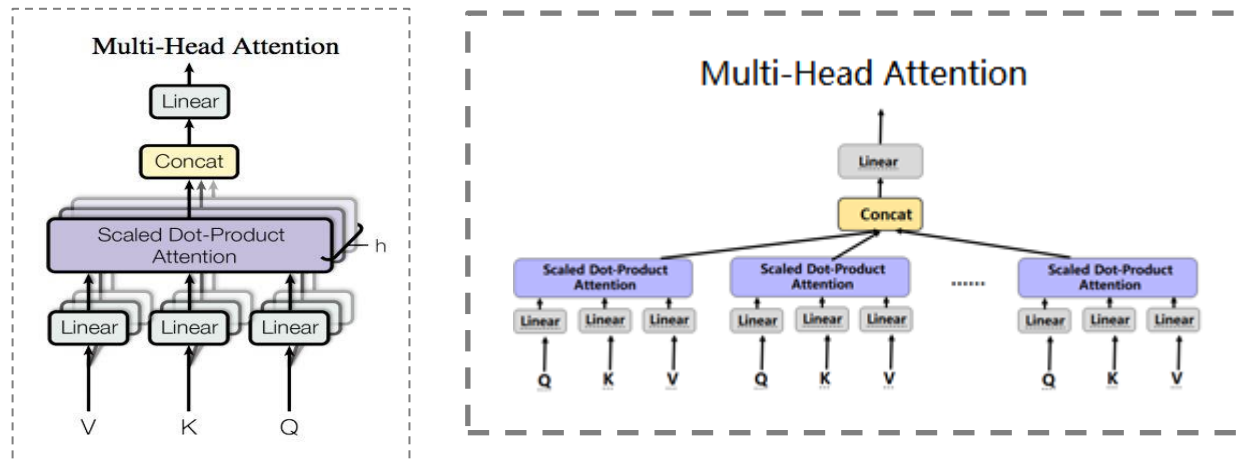 Multi-Head Attention
Linear
Concat
Scaled Dot-Product
Attention
h
Linear Linear Linear
V K Q
Multi-Head Attention
Linear
Concat
Scaled Dot-Product
Attention
Scaled Dot-Product
Attention
......
Scaled Dot-Product
Attention
Linear Linear Linear Linear Linear Linear Linear Linear Linear
Q K V Q K V Q K V